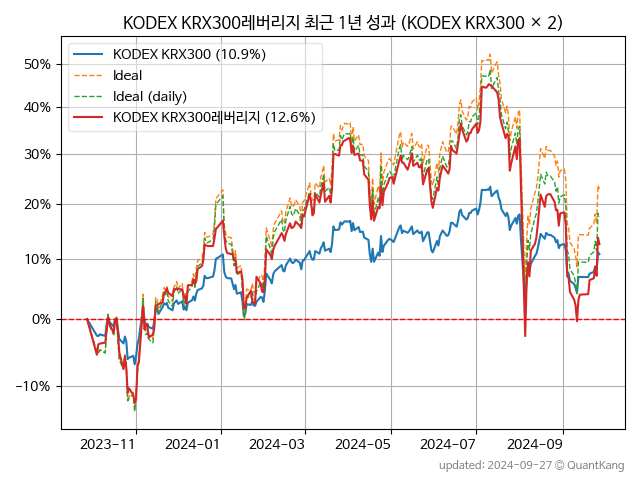 KODEX KRX300레버리지 최근 1년 성과 (KODEX KRX300 × 2)
KODEX KRX300 (10.9%)
Ideal
Ideal (daily)
KODEX KRX300레버리지 (12.6%)
50%
40%
30%
20%
10%
0%
−10%
2023−11
2024−01
2024−03
2024−05
2024−07
2024−09
updated: 2024−09−27 © QuantKang